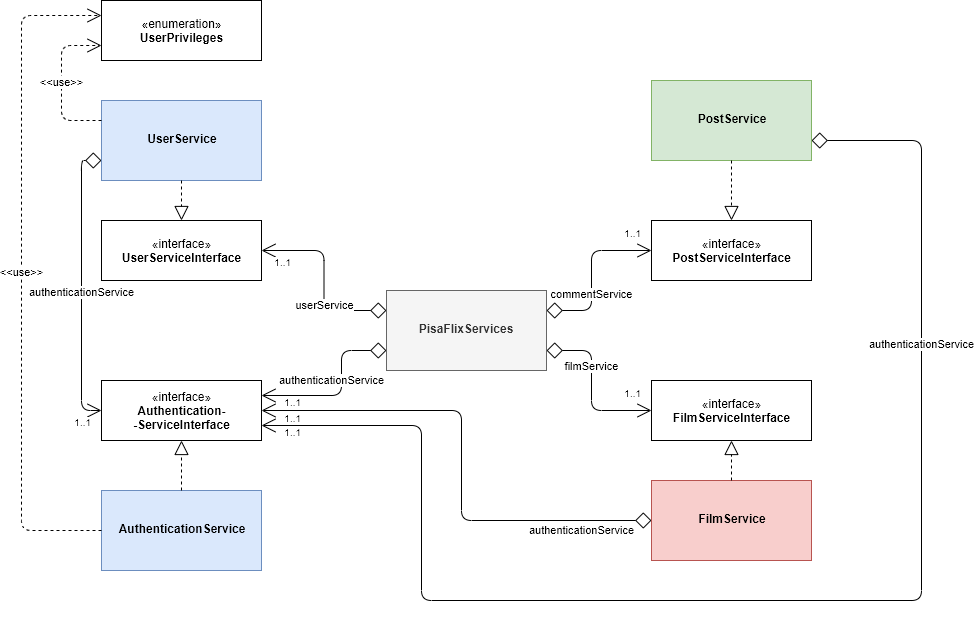 «enumeration»
UserPrivileges
<<use>>
UserService
PostService
«interface»
UserServiceInterface
1..1
1..1
«interface»
PostServiceInterface
<<use>>
authenticationService
userService
commentService
PisaFlixServices
authenticationService
filmService
authenticationService
«interface»
Authentication-
-ServiceInterface
1..1
1..1
1..1
1..1
1..1
«interface»
FilmServiceInterface
AuthenticationService
authenticationService
FilmService